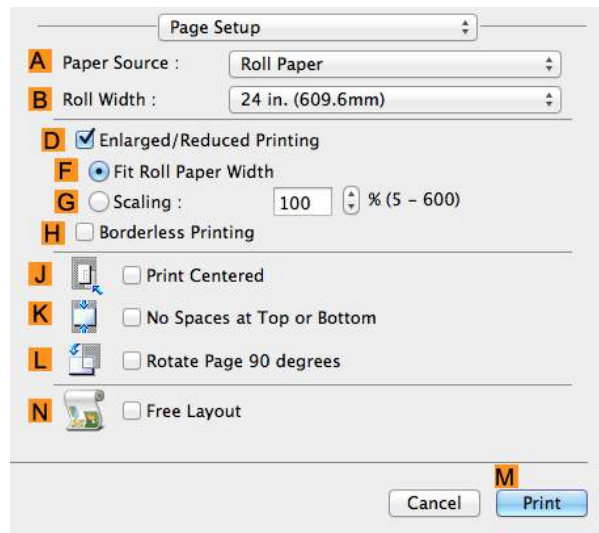 Page Setup
A Paper Source : Roll Paper
B Roll Width : 24 in. (609.6mm)
D Enlarged/Reduced Printing
F Fit Roll Paper Width
G Scaling : 100 % (5 - 600)
H Borderless Printing
J Print Centered
K No Spaces at Top or Bottom
L Rotate Page 90 degrees
N Free Layout
M
Cancel Print